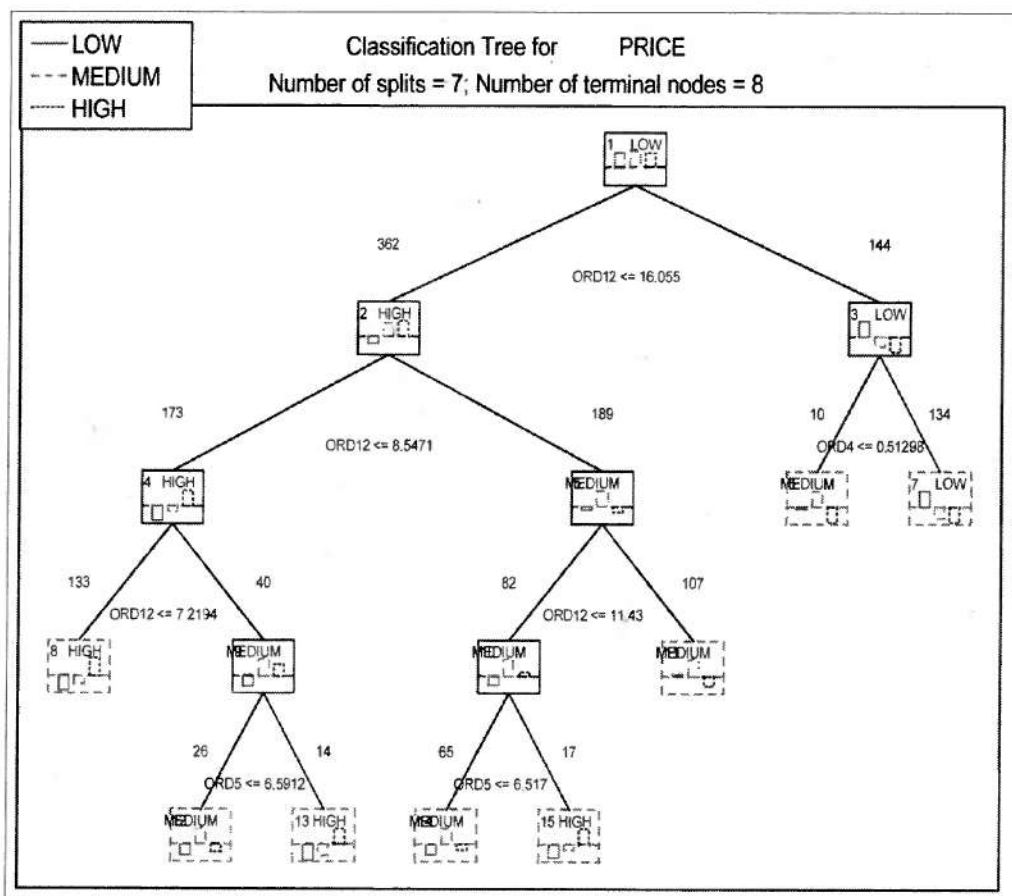 LOW
MEDIUM
HIGH
Classification Tree for PRICE
Number of splits = 7; Number of terminal nodes = 8
1 LOW
362
144
ORD12 <= 16.055
2 HIGH
3 LOW
173
189
10
134
ORD12 <= 8.5471
ORD4 <= 0.51298
4 HIGH
MEDIUM
MEDIUM
7 LOW
133
40
82
107
ORD12 <= 7.2194
ORD12 <= 11.43
8 HIGH
MEDIUM
MEDIUM
MEDIUM
26
14
65
17
ORD5 <= 6.5912
ORD5 <= 6.517
MEDIUM
13 HIGH
MEDIUM
15 HIGH